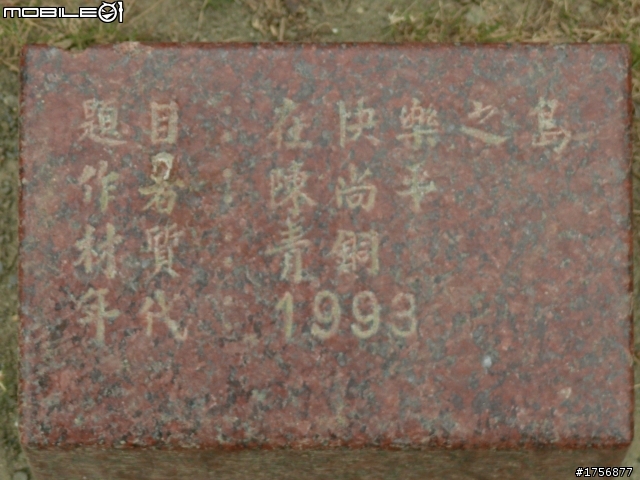 MOBILE01
題目：在快樂之島
作者：陳尚平
材質：青銅
年代：1993
#1756877